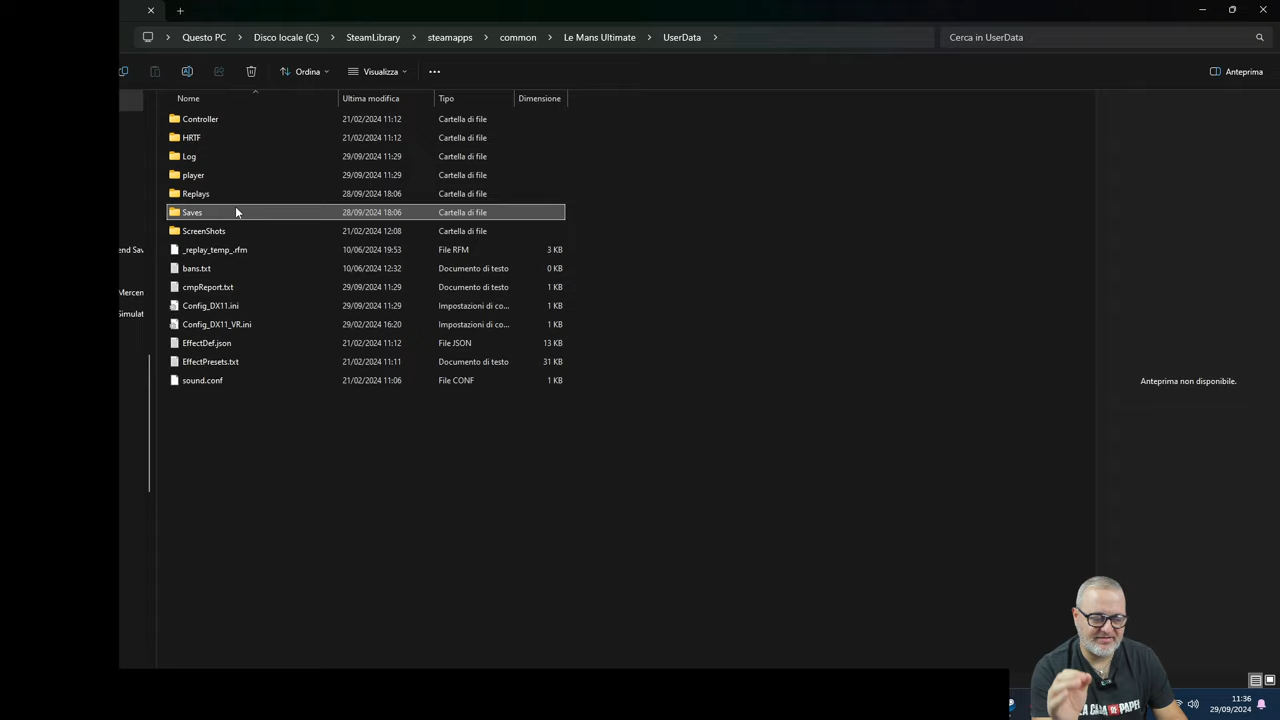 Questo PC > Disco locale (C:) > SteamLibrary > steamapps > common > Le Mans Ultimate > UserData >
Cerca in UserData
Ordina
Visualizza
Anteprima
Nome Ultima modifica Tipo Dimensione
Controller 21/02/2024 11:12 Cartella di file
HRTF 21/02/2024 11:12 Cartella di file
Log 29/09/2024 11:29 Cartella di file
player 29/09/2024 11:29 Cartella di file
Replays 28/09/2024 18:06 Cartella di file
Saves 28/09/2024 18:06 Cartella di file
ScreenShots 21/02/2024 12:08 Cartella di file
end Sav
_replay_temp_.rfm 10/06/2024 19:53 File RFM 3 KB
bans.txt 10/06/2024 12:32 Documento di testo 0 KB
cmpReport.txt 29/09/2024 11:29 Documento di testo 1 KB
Mercen
Config_DX11.ini 29/09/2024 11:29 Impostazioni di co... 1 KB
Simulat
Config_DX11_VR.ini 29/02/2024 16:20 Impostazioni di co... 1 KB
EffectDef.json 21/02/2024 11:12 File JSON 13 KB
EffectPresets.txt 21/02/2024 11:11 Documento di testo 31 KB
sound.conf 21/02/2024 11:06 File CONF 1 KB
Anteprima non disponibile.
LA CASA DE PAPEL
11:36
29/09/2024